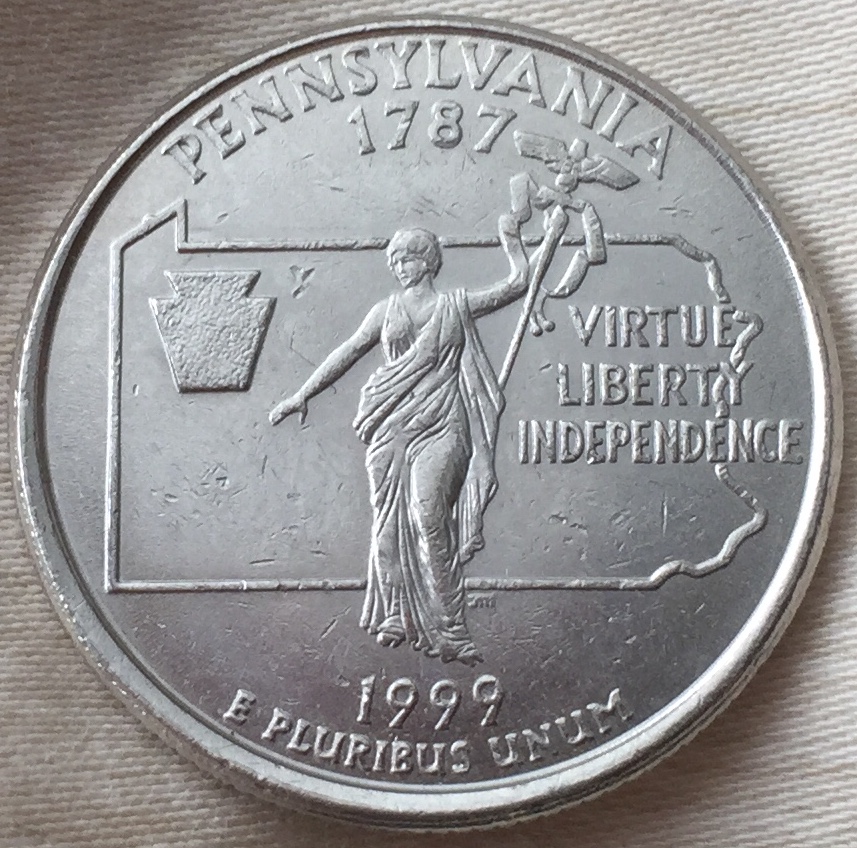 PENNSYLVANIA
1787
VIRTUE
LIBERTY
INDEPENDENCE
1999
E PLURIBUS UNUM